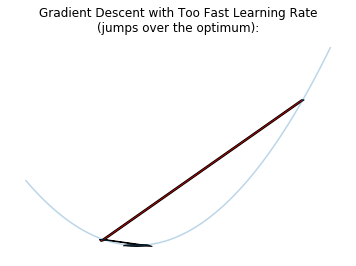 Gradient Descent with Too Fast Learning Rate
(jumps over the optimum):